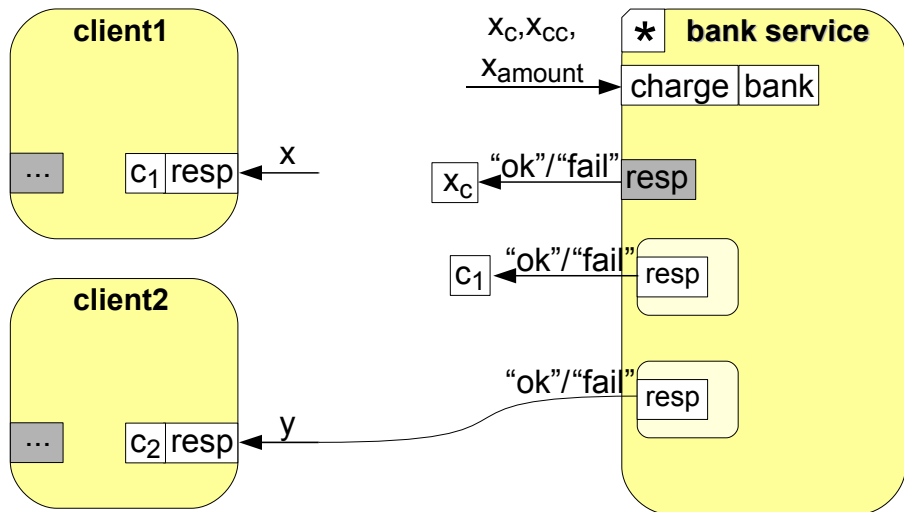 client1
... c₁ resp x
client2
... c₂ resp y
x_c,x_cc,
x_amount
* bank service
charge bank
x_c "ok"/"fail" resp
c₁ "ok"/"fail" resp
"ok"/"fail" resp